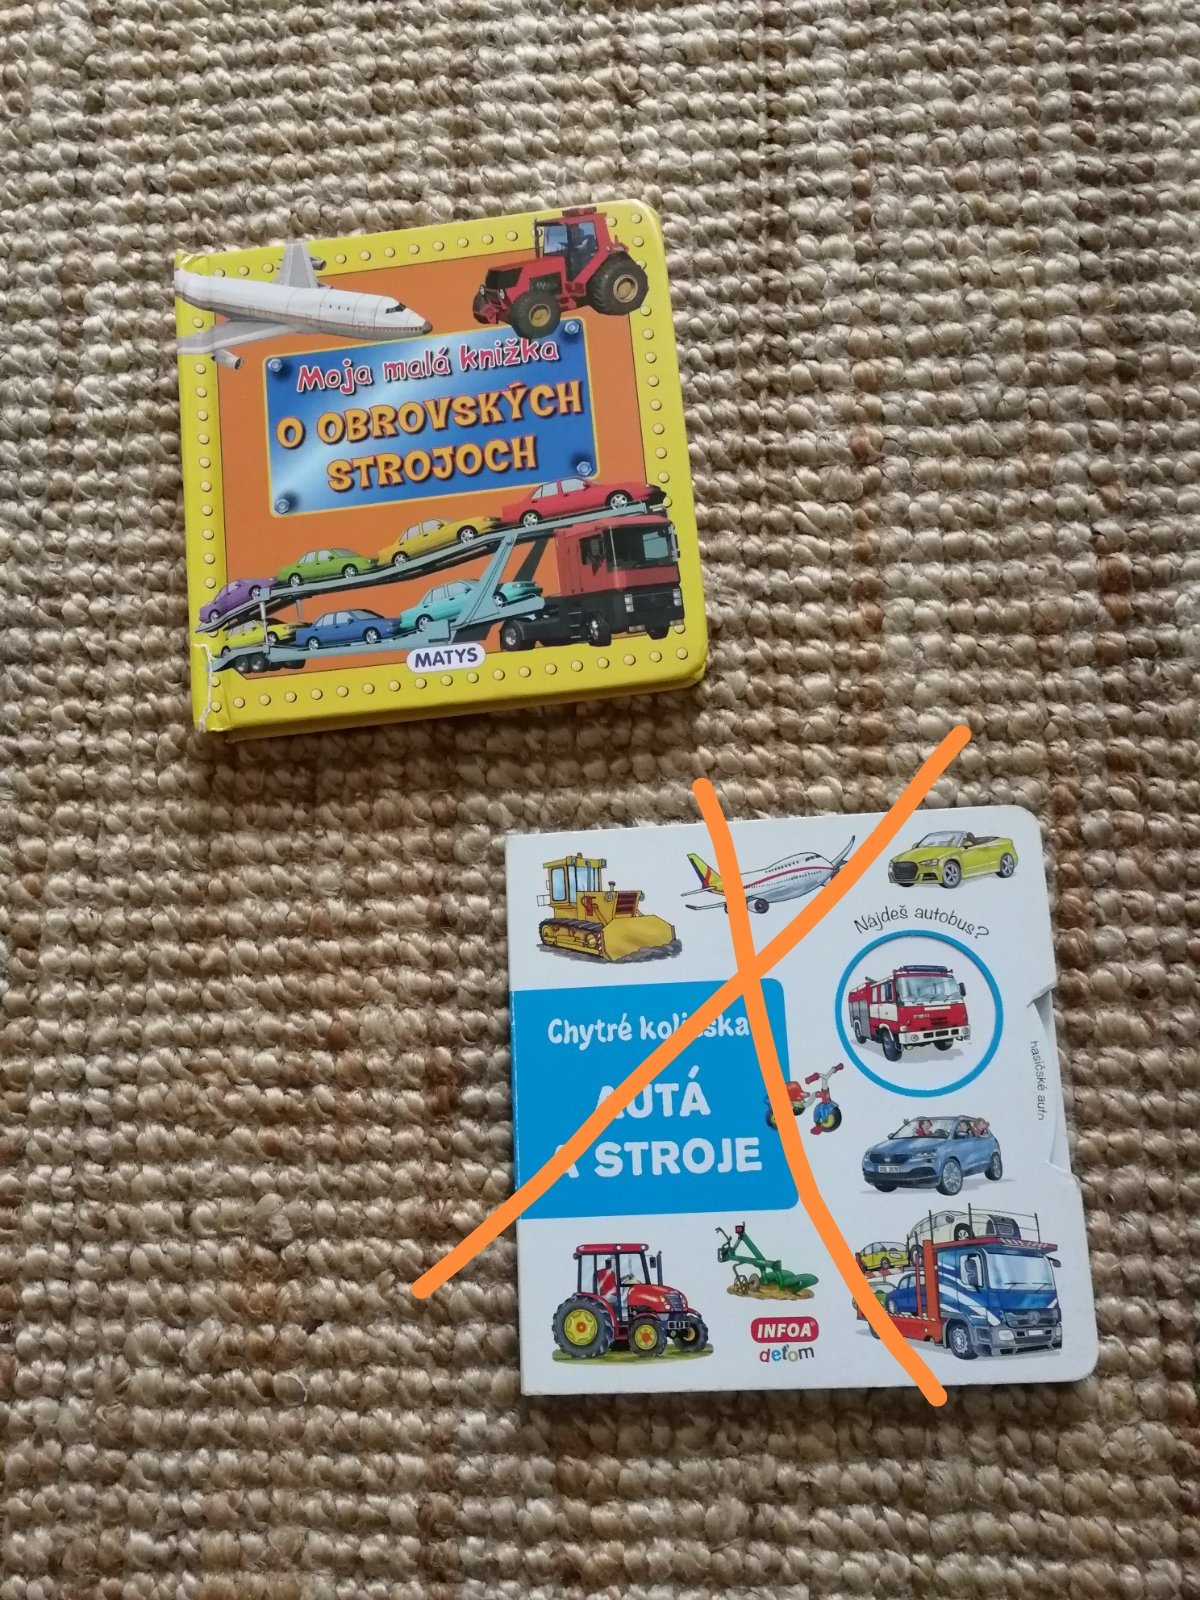 Moja malá knižka
O OBROVSKÝCH
STROJOCH
MATYS
Nájdeš autobus?
Chytré kolieska
AUTÁ
A STROJE
hasičské auto
INFOA
deťom